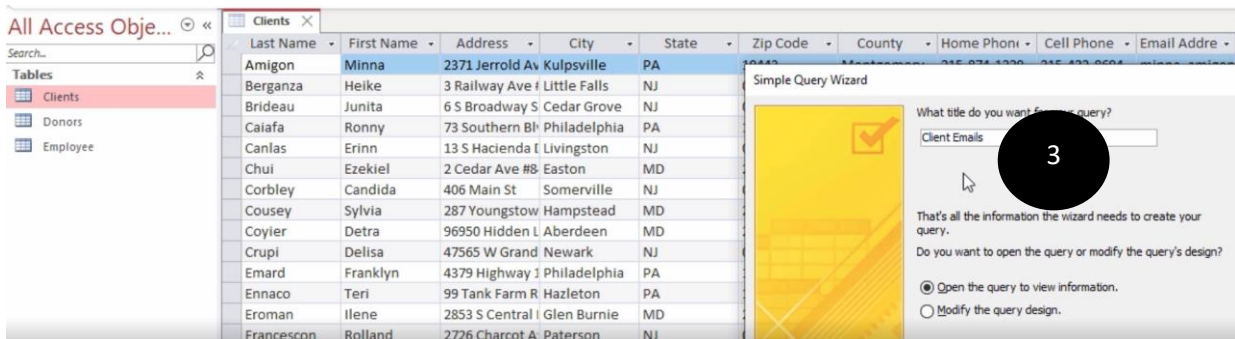 All Access Obje...
Search...
Tables
Clients
Donors
Employee
Clients
Last Name First Name Address City State Zip Code County Home Phone Cell Phone Email Addre
Amigon Minna 2371 Jerrold Av Kulpsville PA
Berganza Heike 3 Railway Ave # Little Falls NJ
Brideau Junita 6 S Broadway S Cedar Grove NJ
Caiafa Ronny 73 Southern Bl Philadelphia PA
Canlas Erinn 13 S Hacienda Livingston NJ
Chui Ezekiel 2 Cedar Ave #8 Easton MD
Corbley Candida 406 Main St Somerville NJ
Cousey Sylvia 287 Youngstow Hampstead MD
Coyier Detra 96950 Hidden L Aberdeen MD
Crupi Delisa 47565 W Grand Newark NJ
Emard Franklyn 4379 Highway 1 Philadelphia PA
Ennaco Teri 99 Tank Farm R Hazleton PA
Eroman Ilene 2853 S Central Glen Burnie MD
Francescon Rolland 2726 Charcot A Paterson NJ
Simple Query Wizard
What title do you want for your query?
Client Emails
3
That's all the information the wizard needs to create your
query.
Do you want to open the query or modify the query's design?
Open the query to view information.
Modify the query design.